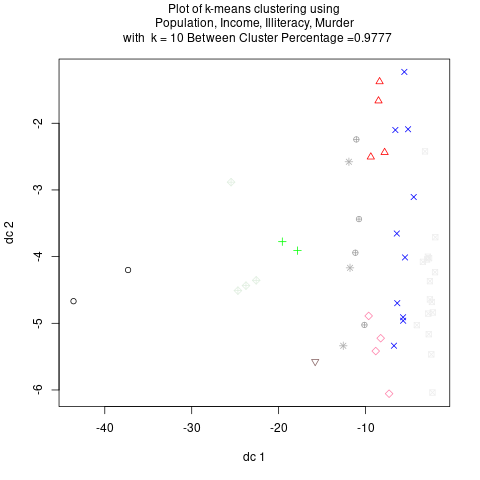 Plot of k-means clustering using
Population, Income, Illiteracy, Murder
with k = 10 Between Cluster Percentage =0.9777
-2
-3
-4
-5
-6
dc 2
-40
-30
-20
-10
dc 1